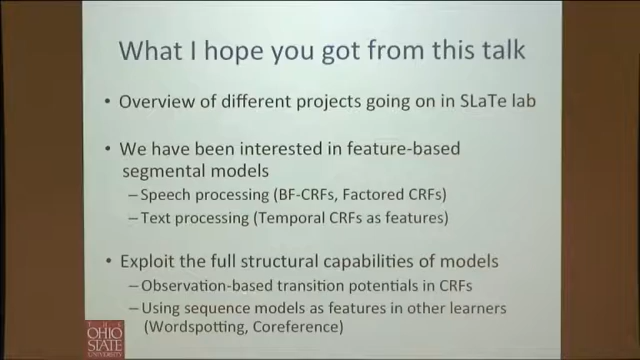 What I hope you got from this talk
• Overview of different projects going on in SLaTe lab
• We have been interested in feature-based
segmental models
–Speech processing (BF-CRFs, Factored CRFs)
–Text processing (Temporal CRFs as features)
• Exploit the full structural capabilities of models
–Observation-based transition potentials in CRFs
–Using sequence models as features in other learners
(Wordspotting, Coreference)
THE
OHIO
STATE
UNIVERSITY